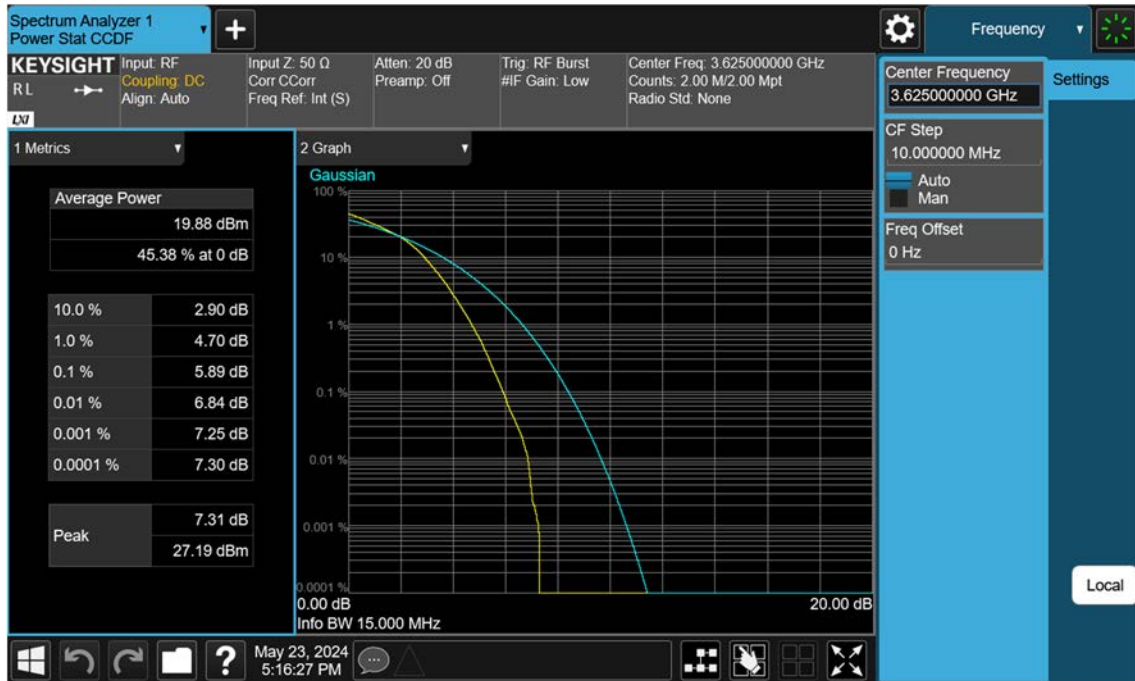 Spectrum Analyzer 1
Power Stat CCDF
Frequency
KEYSIGHT
R L
LXI
Input: RF
Coupling: DC
Align: Auto
Input Z: 50 Ω
Corr CCorr
Freq Ref: Int (S)
Atten: 20 dB
Preamp: Off
Trig: RF Burst
#IF Gain: Low
Center Freq: 3.625000000 GHz
Counts: 2.00 M/2.00 Mpt
Radio Std: None
Center Frequency
3.625000000 GHz
Settings
CF Step
10.000000 MHz
Auto
Man
Freq Offset
0 Hz
1 Metrics
Average Power
19.88 dBm
45.38 % at 0 dB
10.0 % 2.90 dB
1.0 % 4.70 dB
0.1 % 5.89 dB
0.01 % 6.84 dB
0.001 % 7.25 dB
0.0001 % 7.30 dB
Peak
7.31 dB
27.19 dBm
2 Graph
Gaussian
100 %
10 %
1 %
0.1 %
0.01 %
0.001 %
0.0001 %
0.00 dB 20.00 dB
Info BW 15.000 MHz
Local
?
May 23, 2024
5:16:27 PM